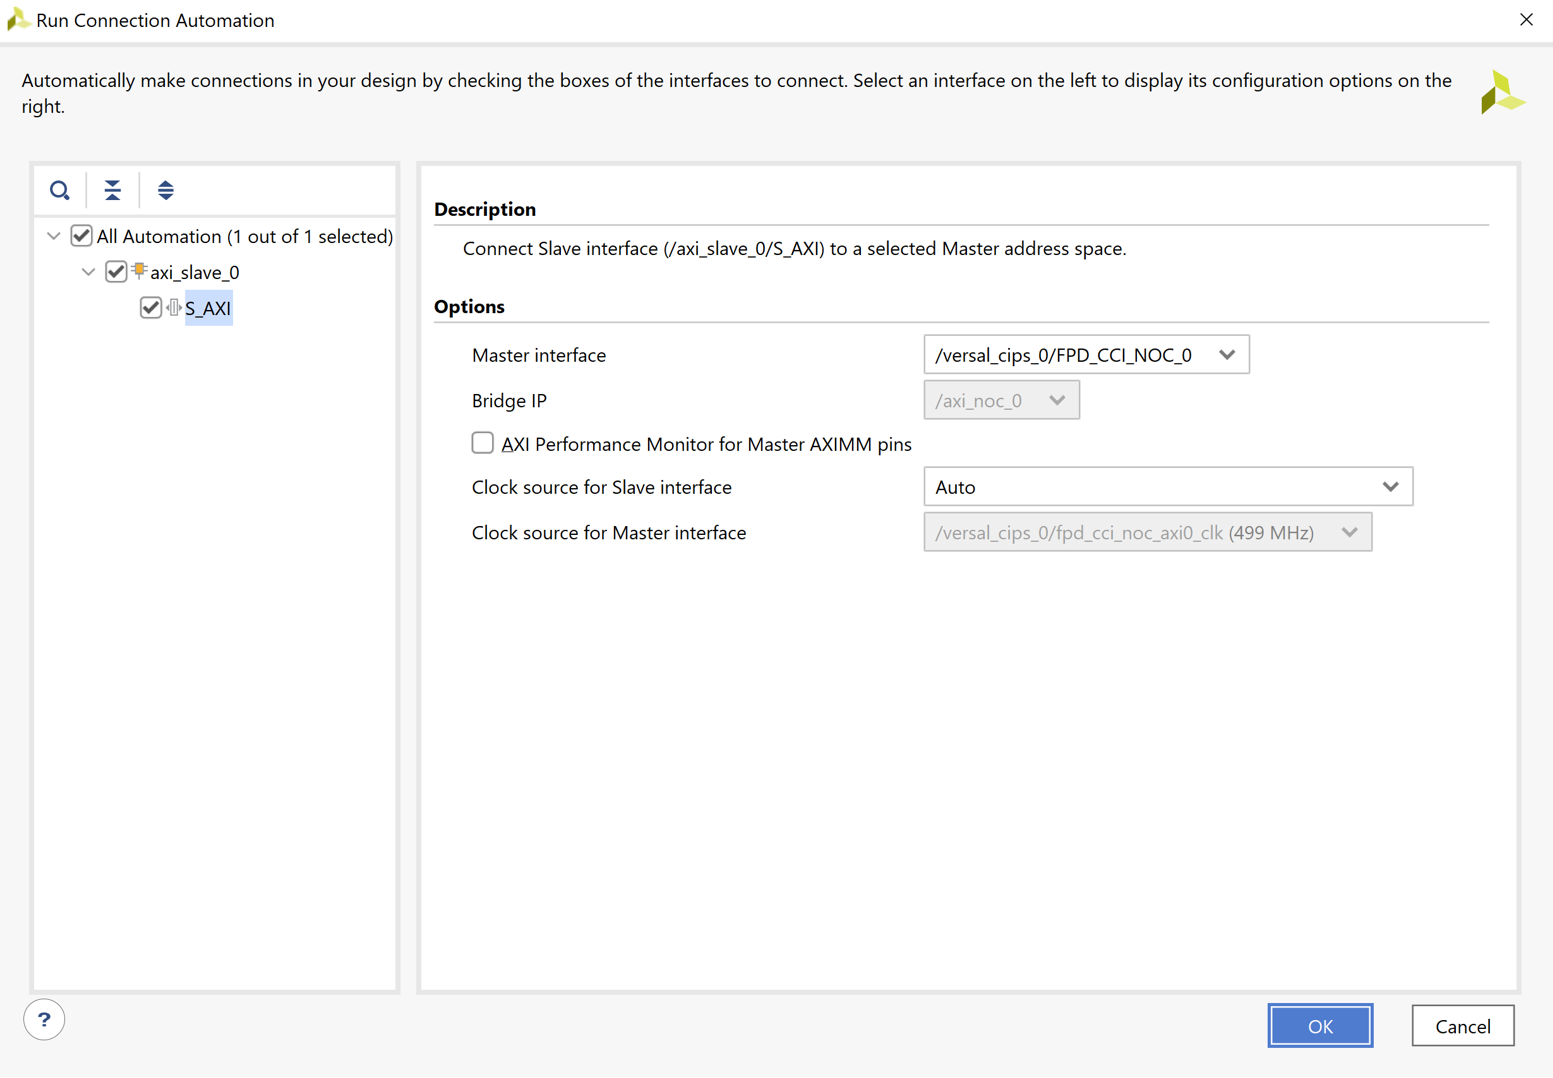 Run Connection Automation
Automatically make connections in your design by checking the boxes of the interfaces to connect. Select an interface on the left to display its configuration options on the
right.
All Automation (1 out of 1 selected)
axi_slave_0
S_AXI
Description
Connect Slave interface (/axi_slave_0/S_AXI) to a selected Master address space.
Options
Master interface /versal_cips_0/FPD_CCI_NOC_0
Bridge IP /axi_noc_0
AXI Performance Monitor for Master AXIMM pins
Clock source for Slave interface Auto
Clock source for Master interface /versal_cips_0/fpd_cci_noc_axi0_clk (499 MHz)
?
OK Cancel